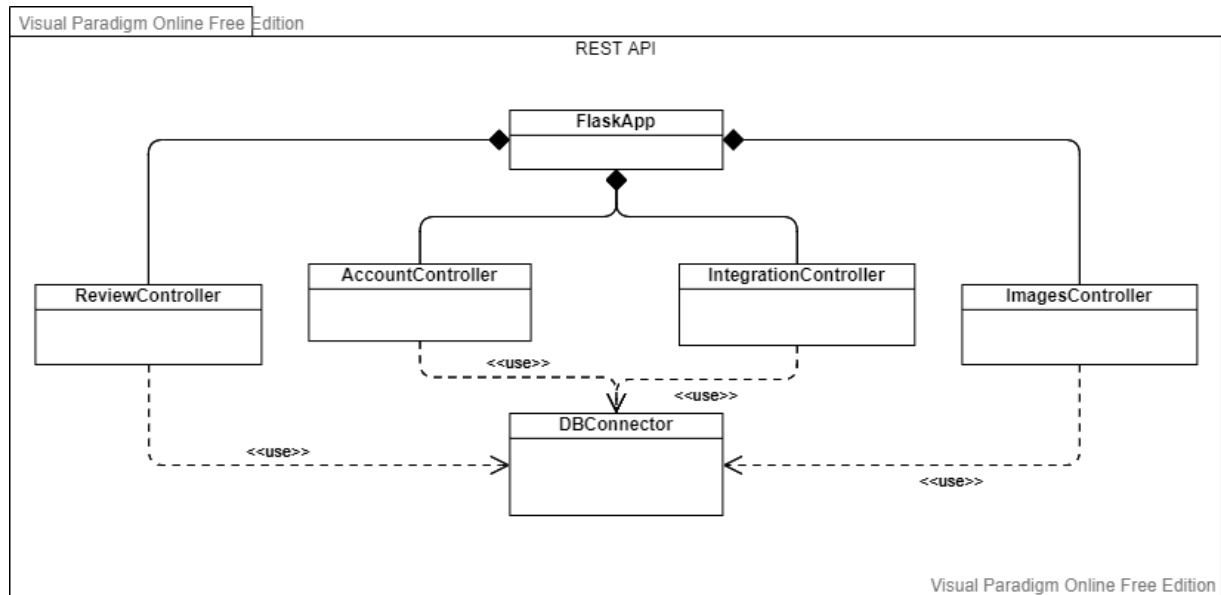 Visual Paradigm Online Free Edition
REST API
FlaskApp
AccountController
IntegrationController
ReviewController
ImagesController
<<use>>
<<use>>
DBConnector
<<use>>
<<use>>
Visual Paradigm Online Free Edition